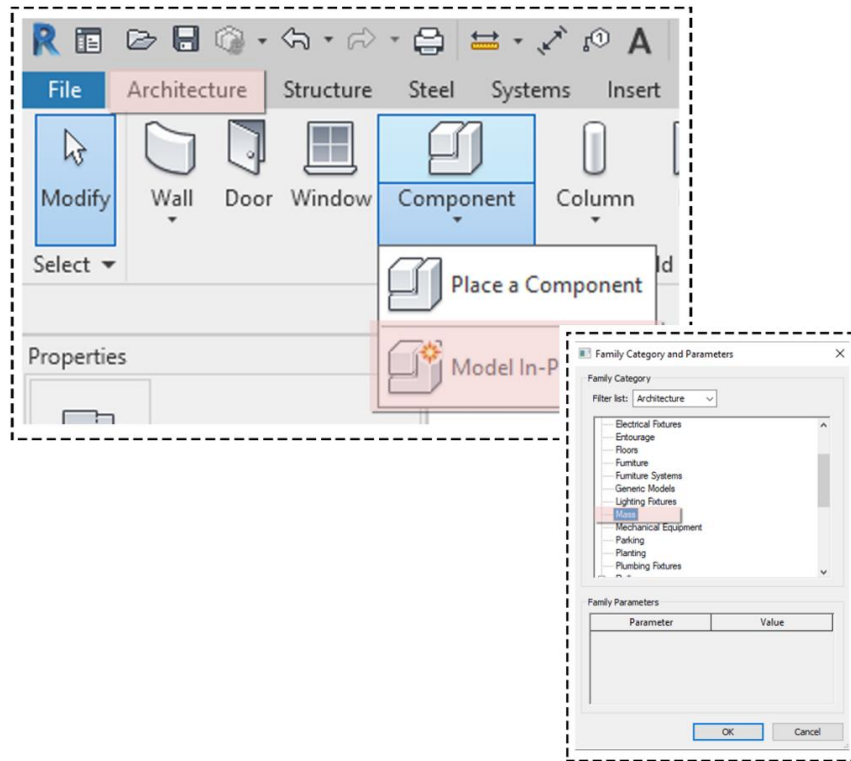 File Architecture Structure Steel Systems Insert
Modify Wall Door Window Component Column
Select
Place a Component
Properties
Model In-P
Family Category and Parameters
Family Category
Filter list: Architecture
Electrical Fixtures
Entourage
Floors
Furniture
Furniture Systems
Generic Models
Lighting Fixtures
Mass
Mechanical Equipment
Parking
Planting
Plumbing Fixtures
Family Parameters
Parameter Value
OK Cancel